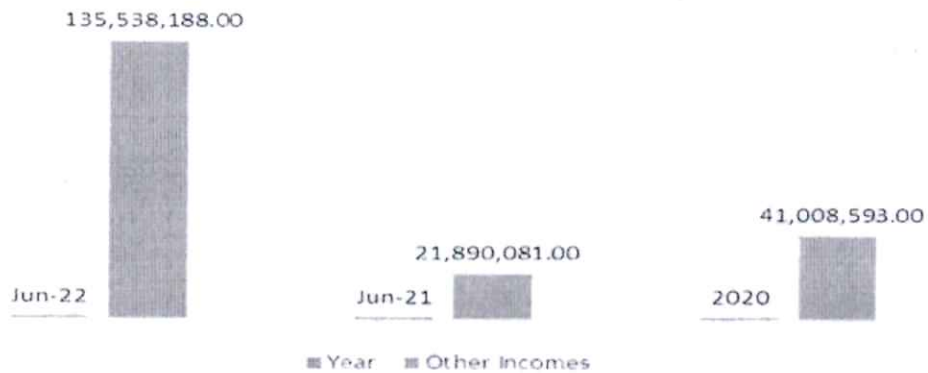 135,538,188.00
41,008,593.00
21,890,081.00
Jun-22 Jun-21 2020
Year Other Incomes